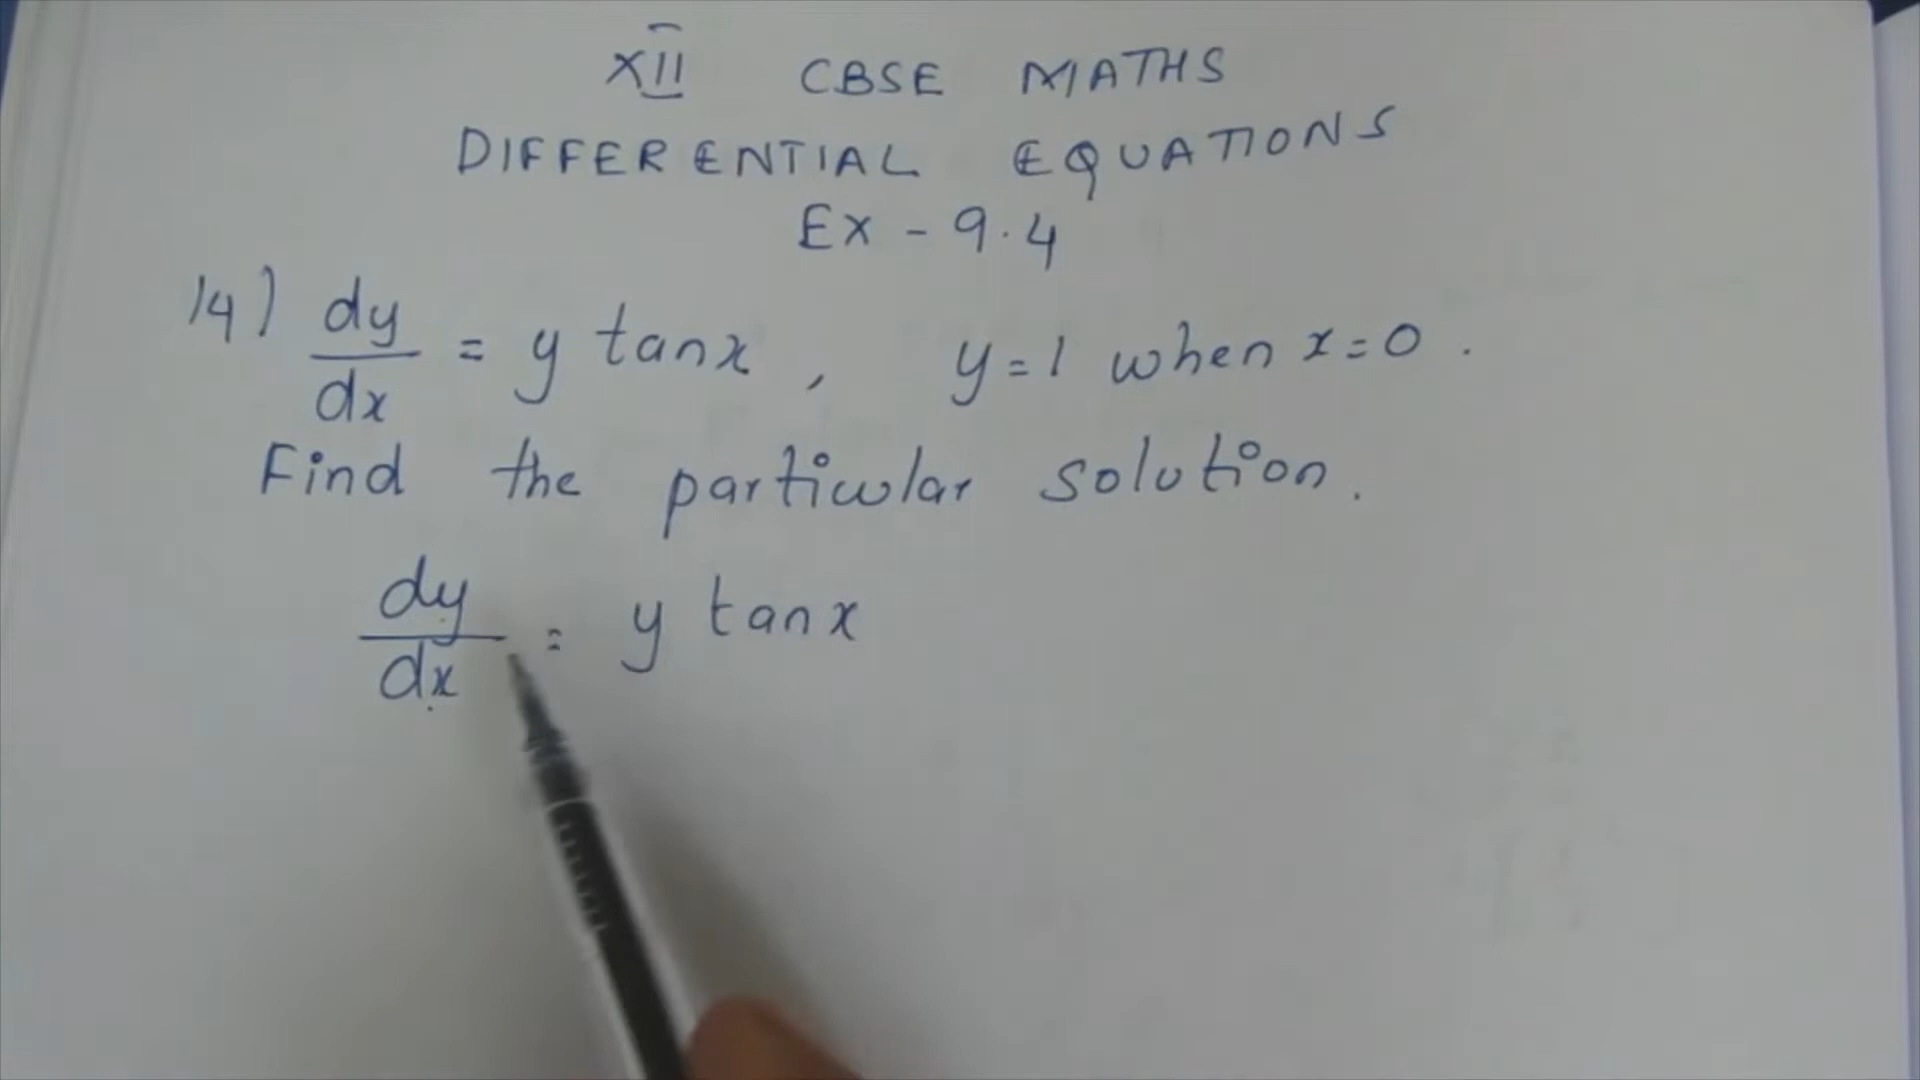 XII CBSE MATHS
DIFFERENTIAL EQUATIONS
Ex - 9.4
14) dy/dx = y tanx , y=1 when x=0 .
Find the particular solution.
dy/dx = y tanx